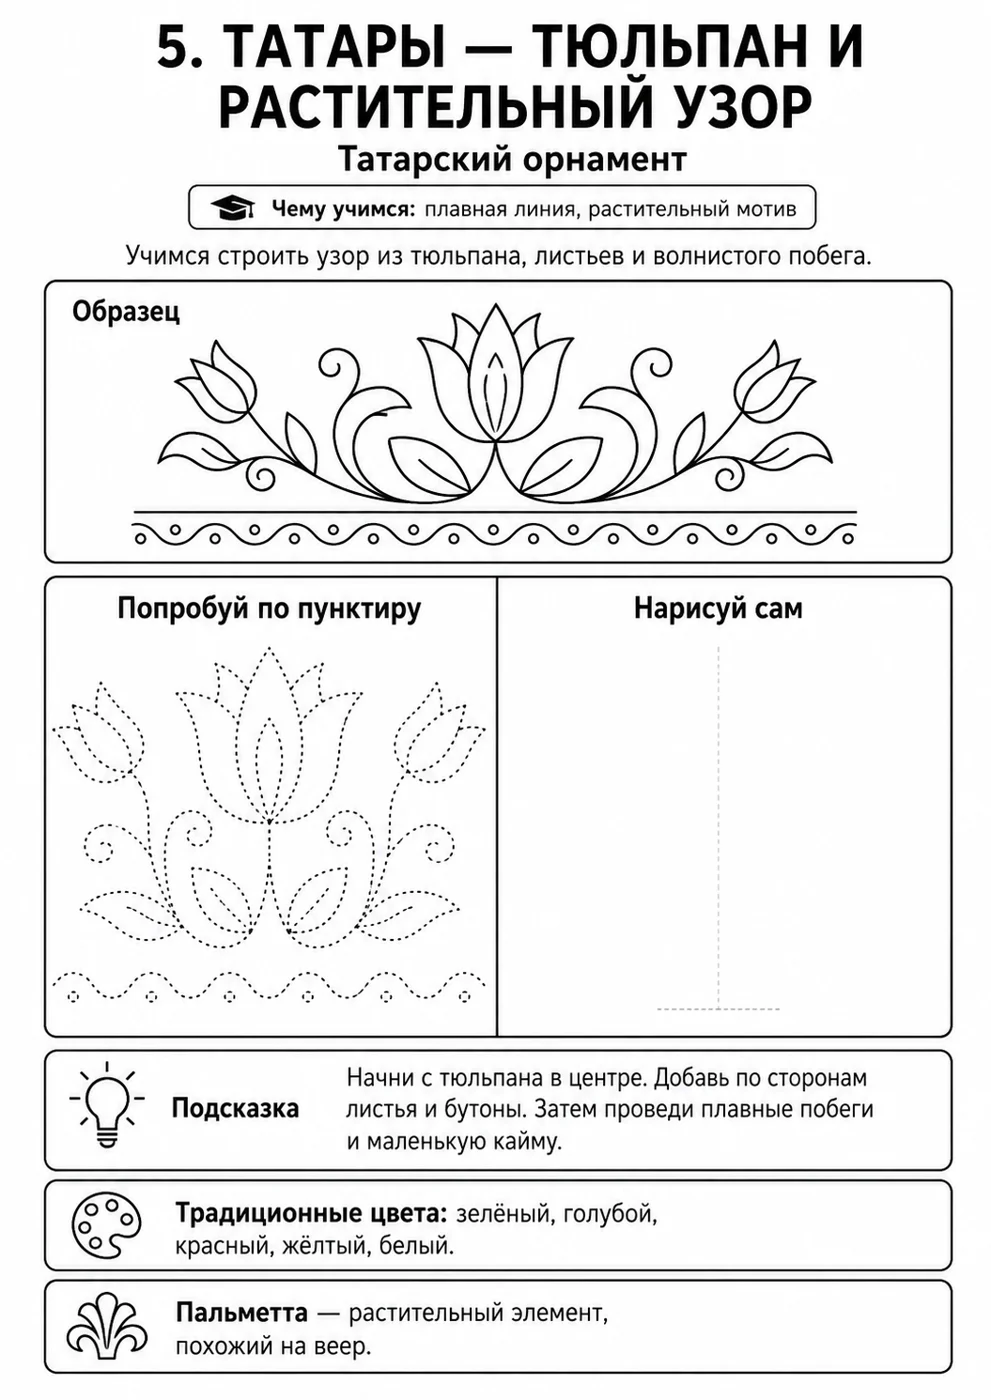 5. ТАТАРЫ — ТЮЛЬПАН И
РАСТИТЕЛЬНЫЙ УЗОР
Татарский орнамент
Чему учимся: плавная линия, растительный мотив
Учимся строить узор из тюльпана, листьев и волнистого побега.
Образец
Попробуй по пунктиру
Нарисуй сам
Подсказка
Начни с тюльпана в центре. Добавь по сторонам
листья и бутоны. Затем проведи плавные побеги
и маленькую кайму.
Традиционные цвета: зелёный, голубой,
красный, жёлтый, белый.
Пальметта — растительный элемент,
похожий на веер.